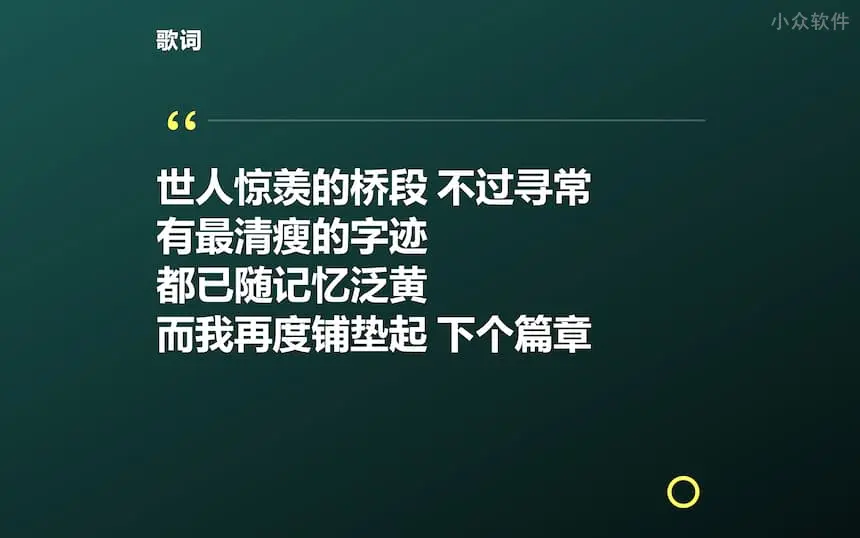 小众软件
歌词
“
世人惊羡的桥段 不过寻常
有最清瘦的字迹
都已随记忆泛黄
而我再度铺垫起 下个篇章